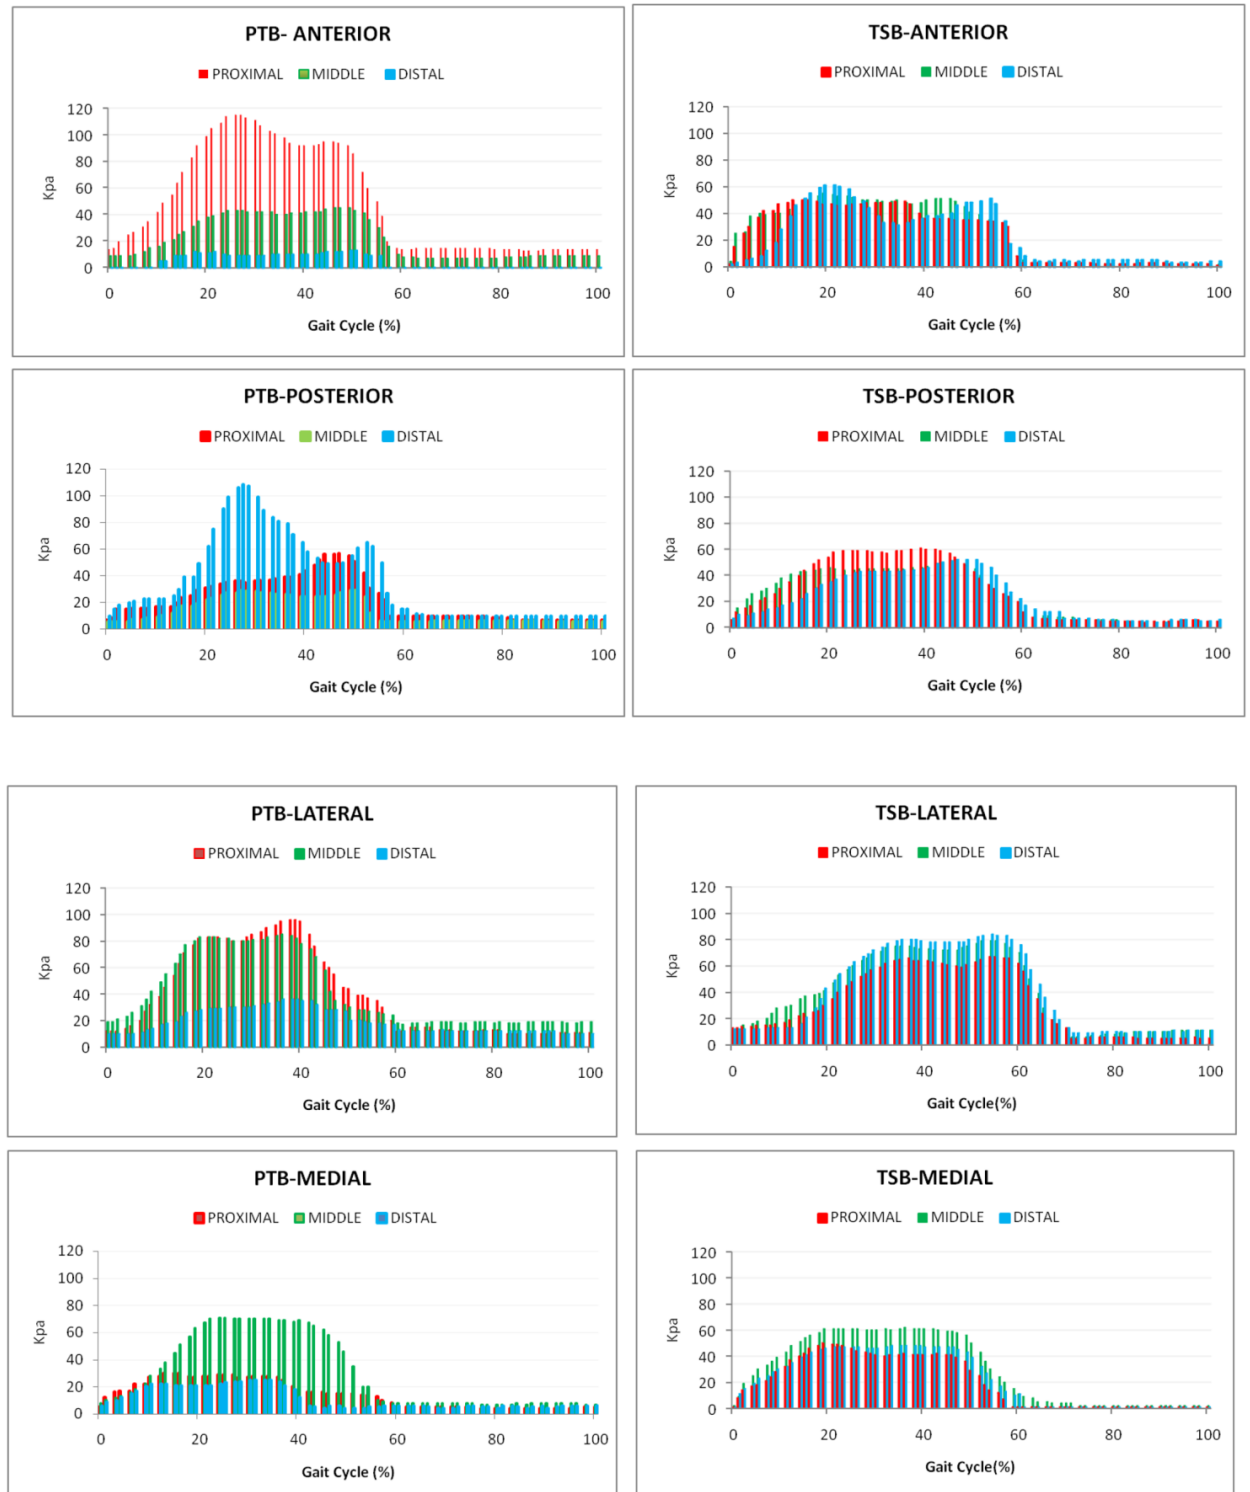 PTB- ANTERIOR
PROXIMAL MIDDLE DISTAL
120
100
80
60
40
20
0
Kpa
0 20 40 60 80 100
Gait Cycle (%)
TSB-ANTERIOR
PROXIMAL MIDDLE DISTAL
120
100
80
60
40
20
0
Kpa
0 20 40 60 80 100
Gait Cycle (%)
PTB-POSTERIOR
PROXIMAL MIDDLE DISTAL
120
100
80
60
40
20
0
Kpa
0 20 40 60 80 100
Gait Cycle (%)
TSB-POSTERIOR
PROXIMAL MIDDLE DISTAL
120
100
80
60
40
20
0
Kpa
0 20 40 60 80 100
Gait Cycle (%)
PTB-LATERAL
PROXIMAL MIDDLE DISTAL
120
100
80
60
40
20
0
Kpa
0 20 40 60 80 100
Gait Cycle (%)
TSB-LATERAL
PROXIMAL MIDDLE DISTAL
120
100
80
60
40
20
0
Kpa
0 20 40 60 80 100
Gait Cycle(%)
PTB-MEDIAL
PROXIMAL MIDDLE DISTAL
120
100
80
60
40
20
0
Kpa
0 20 40 60 80 100
Gait Cycle (%)
TSB-MEDIAL
PROXIMAL MIDDLE DISTAL
120
100
80
60
40
20
0
Kpa
0 20 40 60 80 100
Gait Cycle(%)